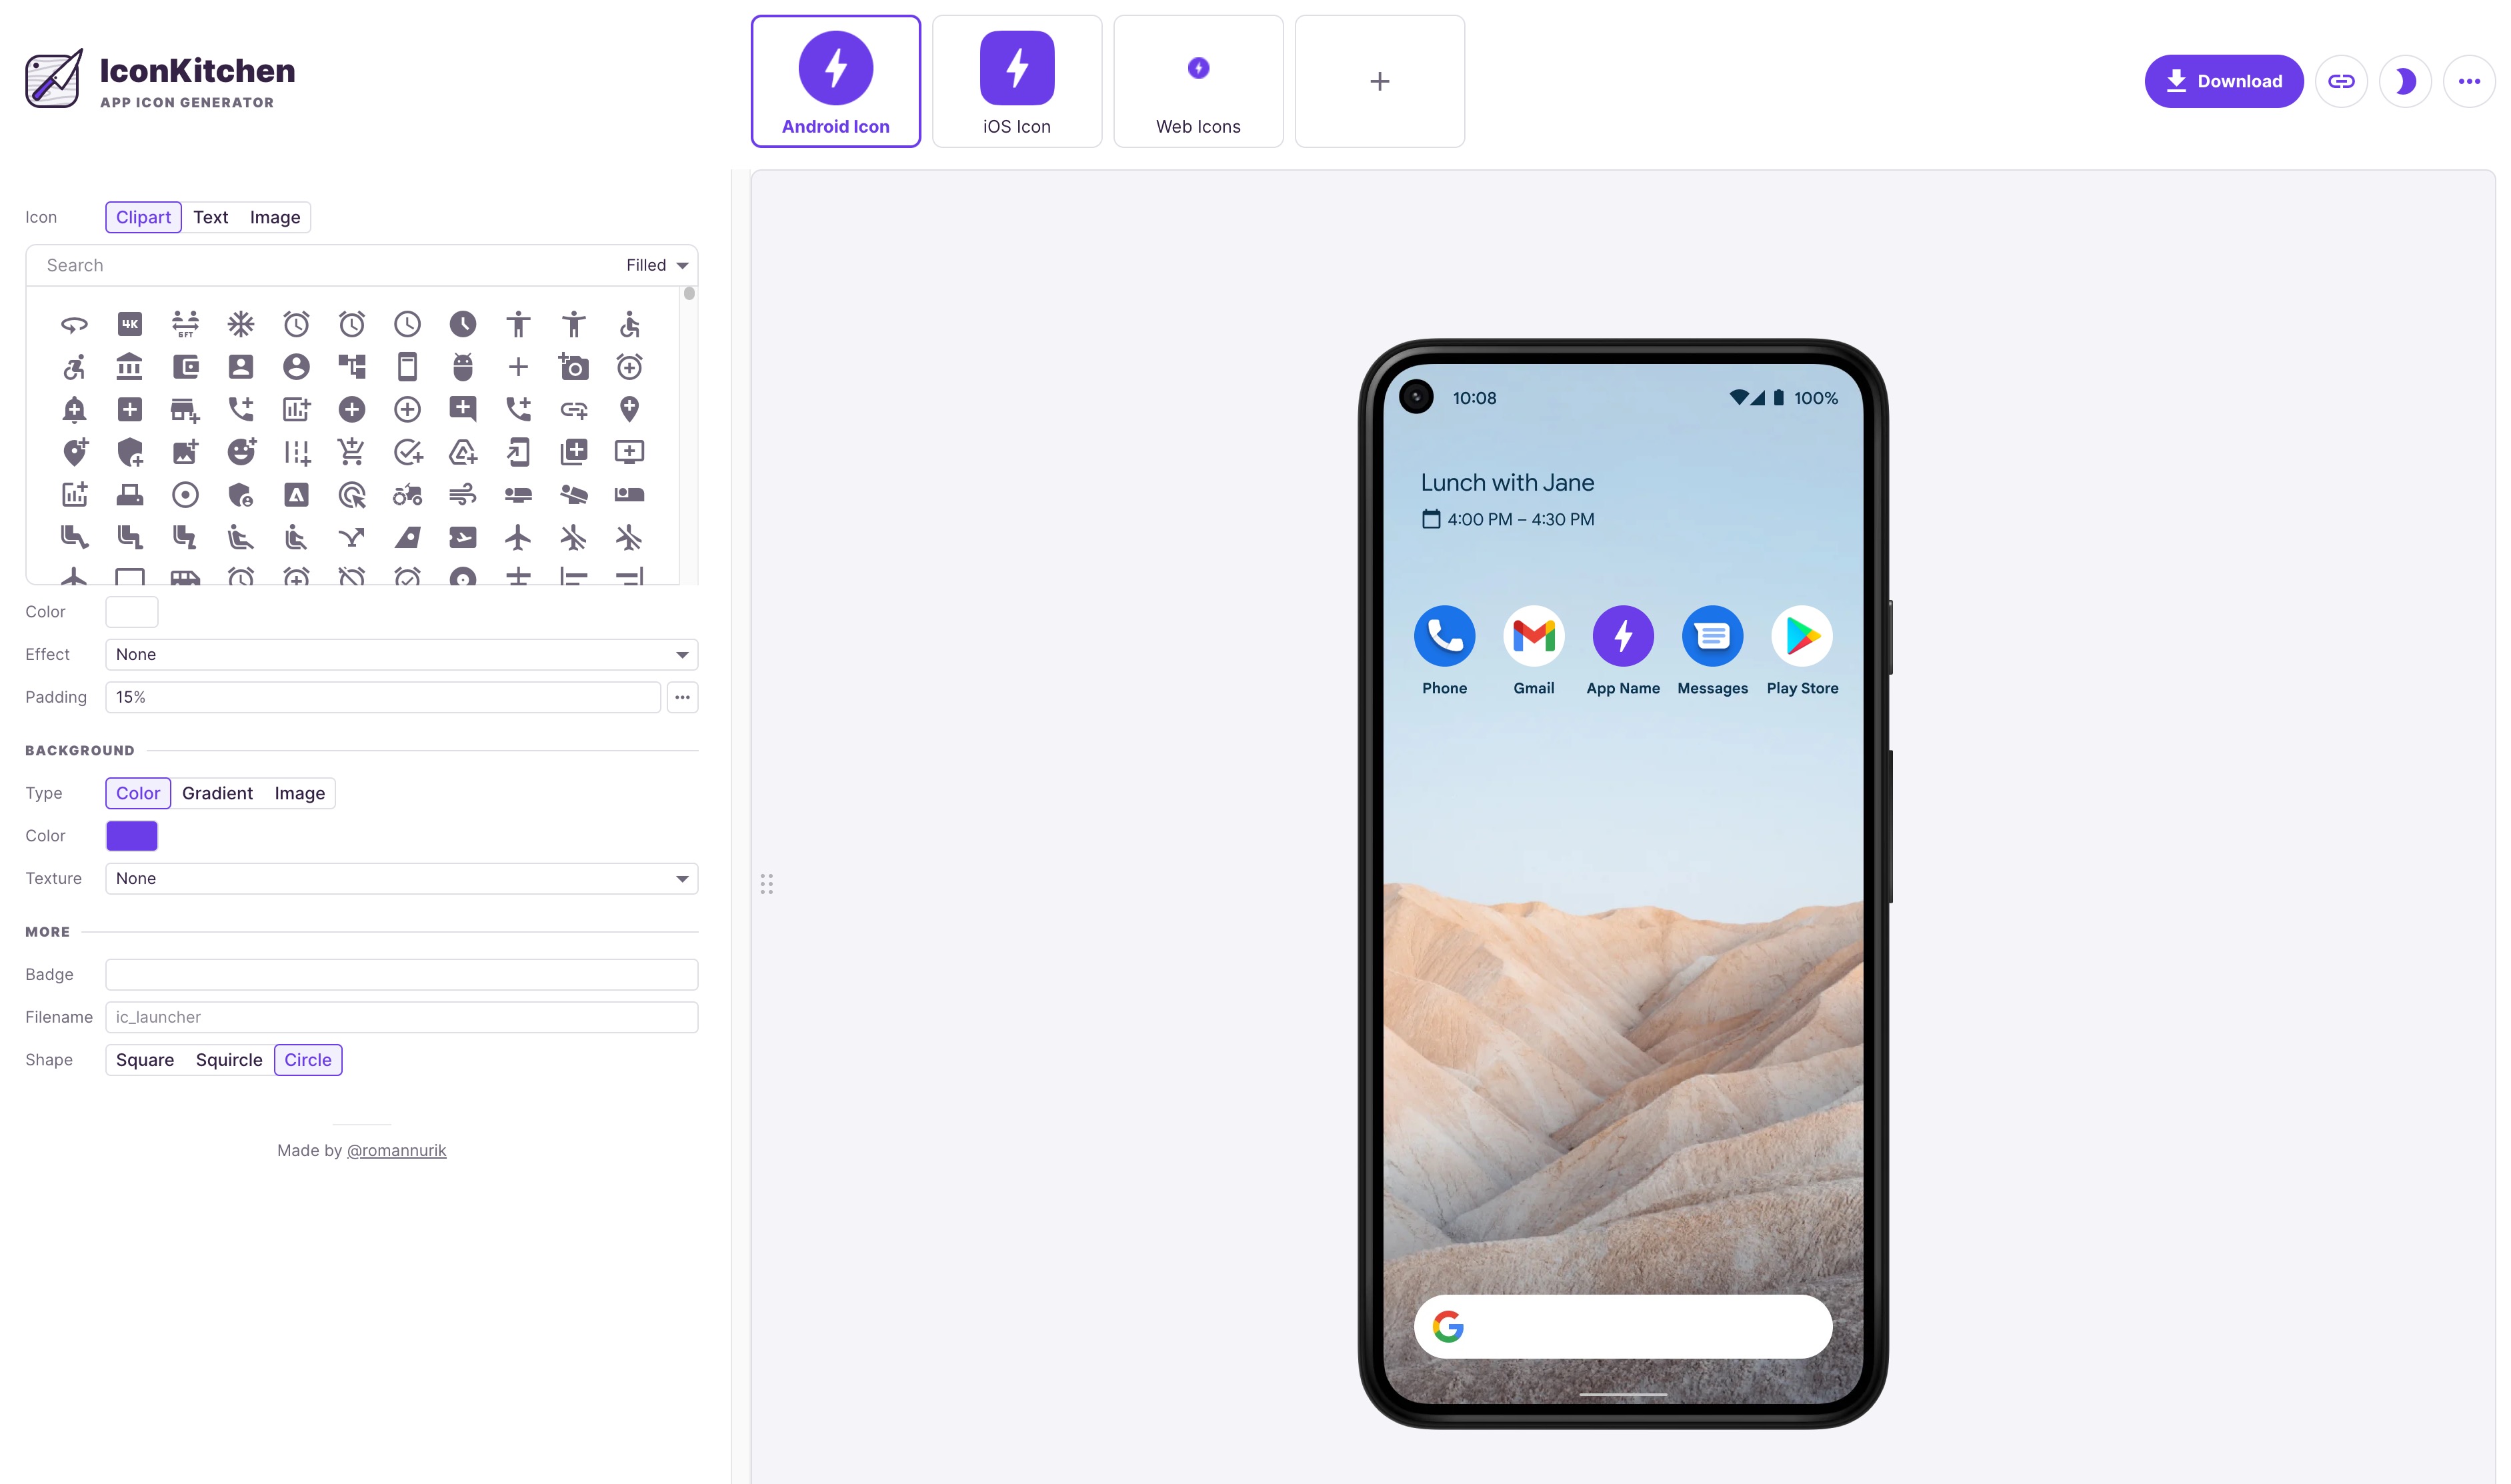 IconKitchen
APP ICON GENERATOR
Android Icon
iOS Icon
Web Icons
Download
Icon
Clipart
Text
Image
Search
Filled
4K
6FT
Color
Effect
None
Padding
15%
BACKGROUND
Type
Color
Gradient
Image
Color
Texture
None
MORE
Badge
Filename
ic_launcher
Shape
Square
Squircle
Circle
Made by @romannurik
10:08
100%
Lunch with Jane
4:00 PM – 4:30 PM
Phone
Gmail
App Name
Messages
Play Store